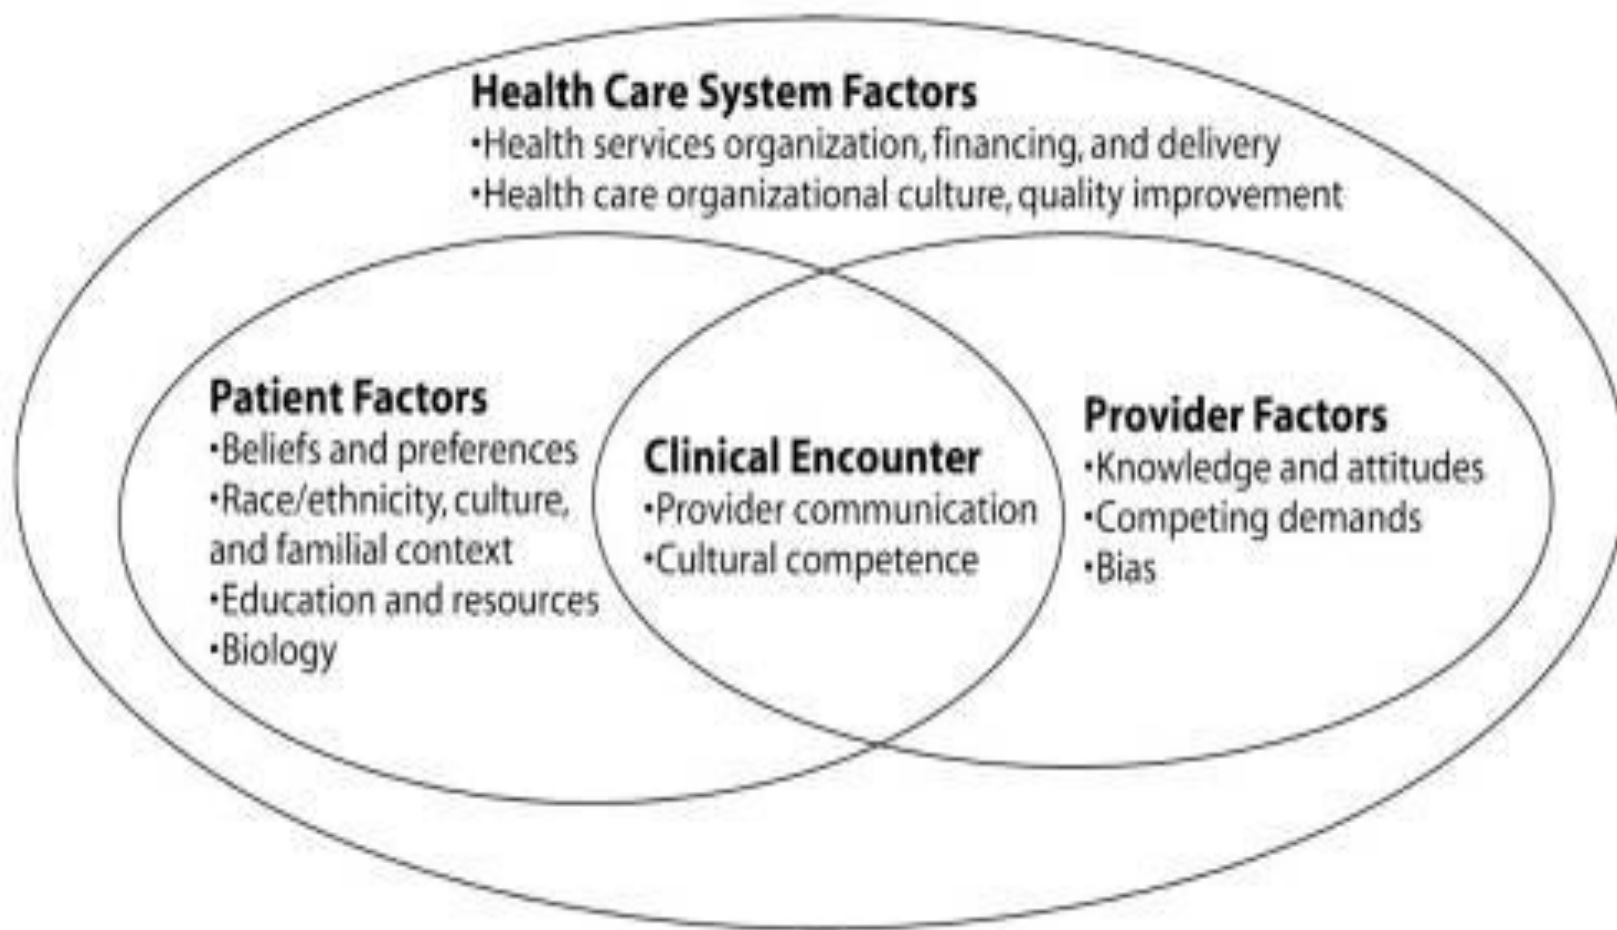 Health Care System Factors
•Health services organization, financing, and delivery
•Health care organizational culture, quality improvement
Patient Factors
•Beliefs and preferences
•Race/ethnicity, culture,
and familial context
•Education and resources
•Biology
Clinical Encounter
•Provider communication
•Cultural competence
Provider Factors
•Knowledge and attitudes
•Competing demands
•Bias